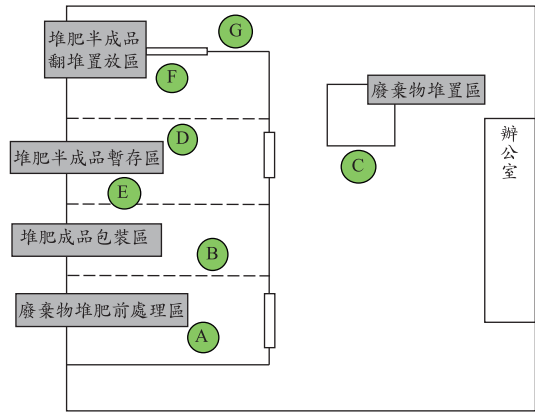 堆肥半成品
翻堆置放區
G
F
廢棄物堆置區
D
堆肥半成品暫存區
C
辦公室
E
堆肥成品包裝區
B
廢棄物堆肥前處理區
A